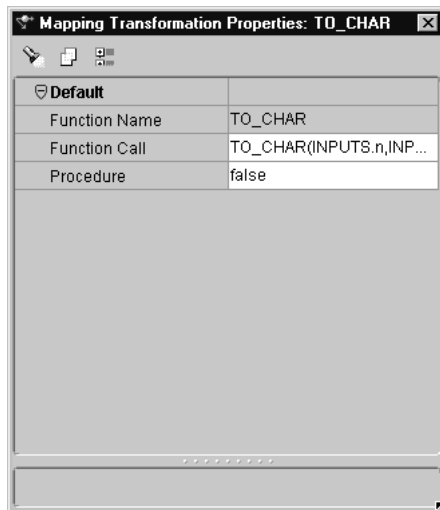 Mapping Transformation Properties: TO_CHAR
Default
Function Name TO_CHAR
Function Call TO_CHAR(INPUTS.n,INP...
Procedure false